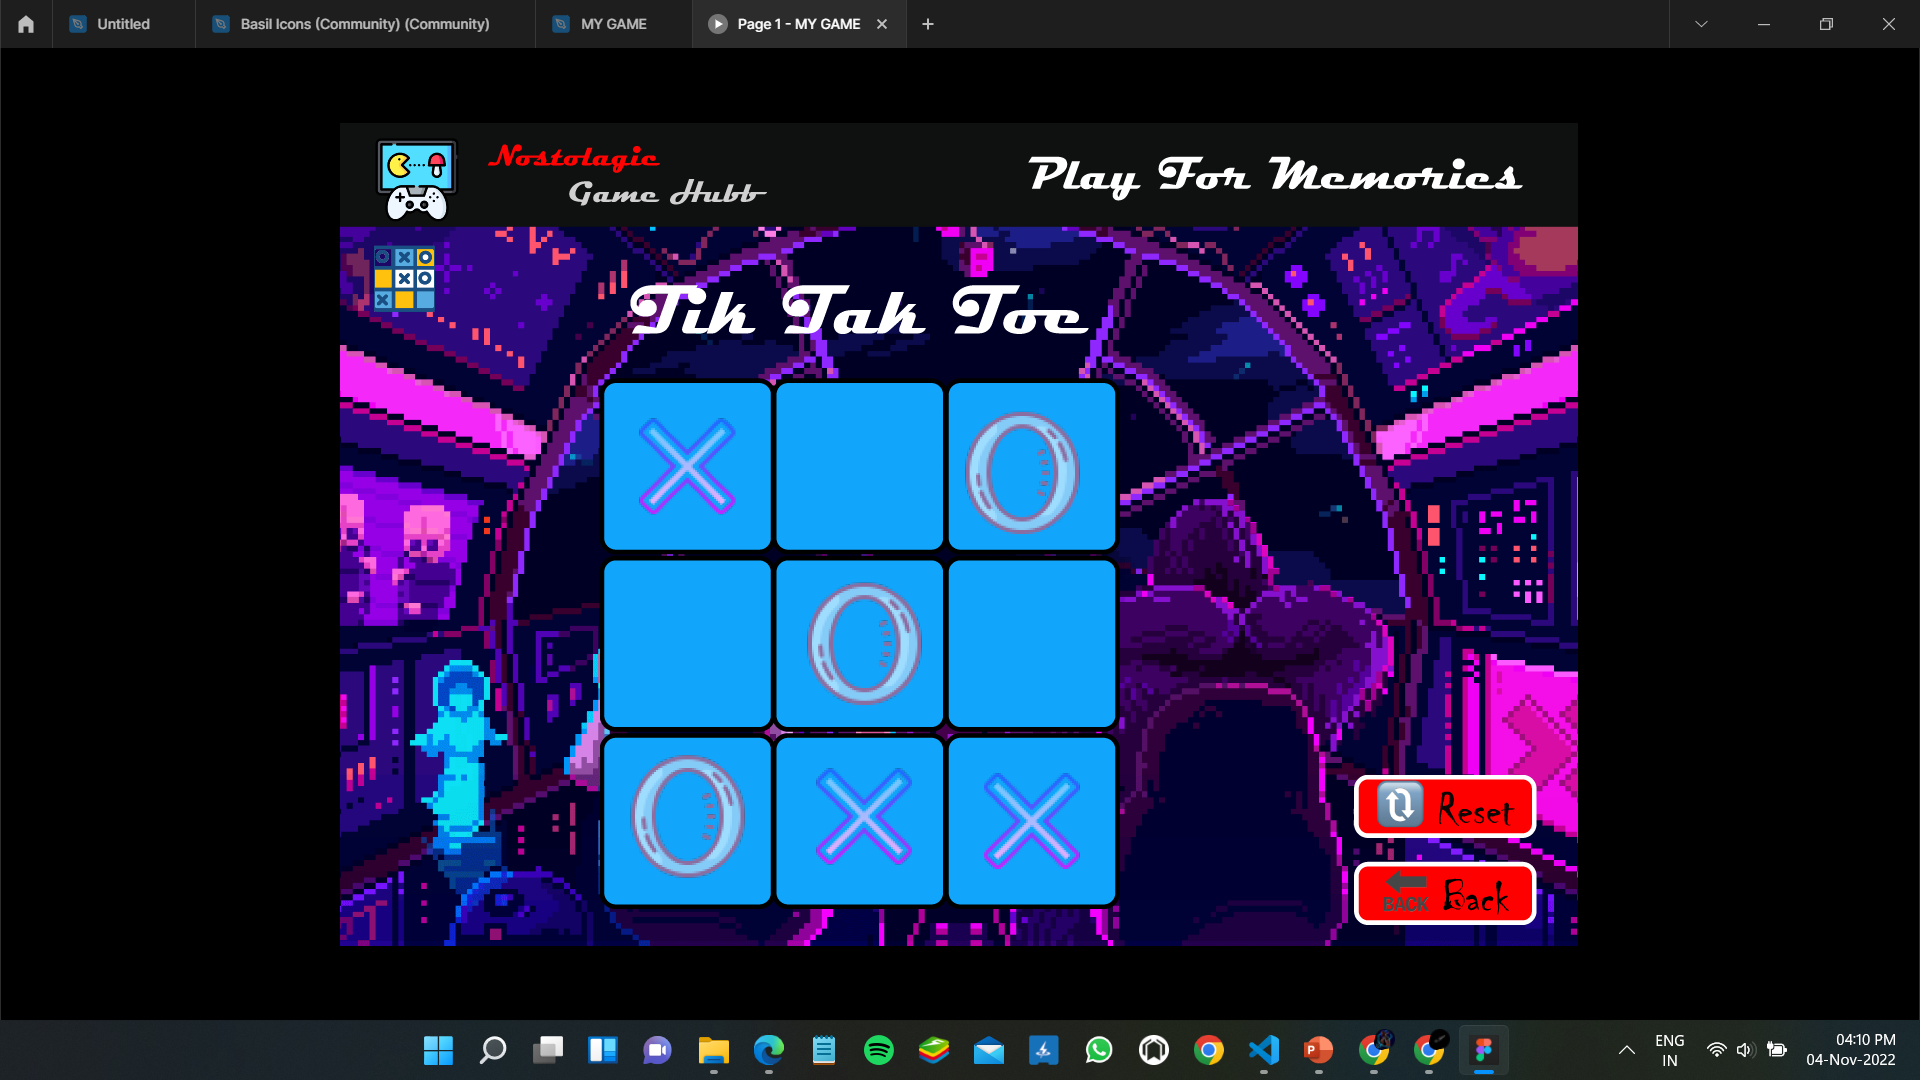 Untitled
Basil Icons (Community) (Community)
MY GAME
Page 1 - MY GAME
Nostolagic
Game Hubb
Play For Memories
Tik Tak Toe
X O
O
O X X
Reset
BACK Back
ENG
IN
04:10 PM
04-Nov-2022